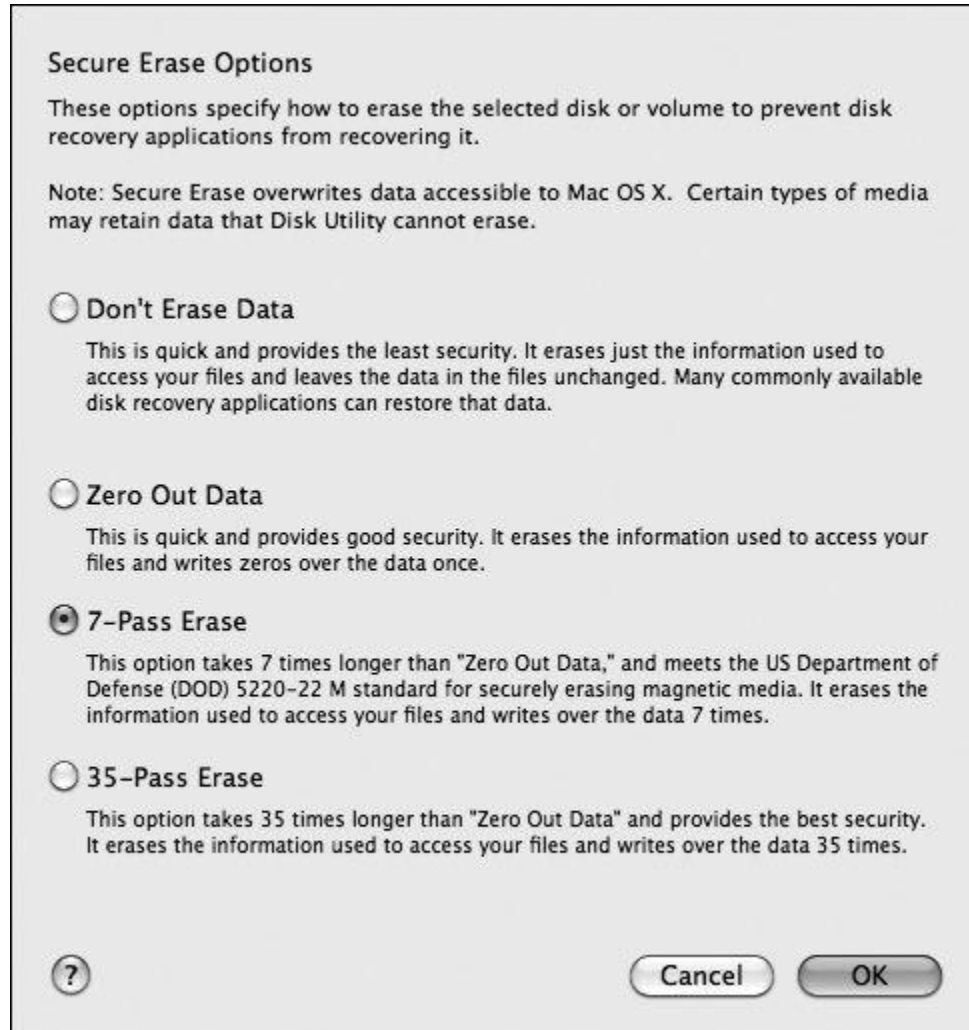 Secure Erase Options
These options specify how to erase the selected disk or volume to prevent disk
recovery applications from recovering it.
Note: Secure Erase overwrites data accessible to Mac OS X. Certain types of media
may retain data that Disk Utility cannot erase.
Don't Erase Data
This is quick and provides the least security. It erases just the information used to
access your files and leaves the data in the files unchanged. Many commonly available
disk recovery applications can restore that data.
Zero Out Data
This is quick and provides good security. It erases the information used to access your
files and writes zeros over the data once.
7-Pass Erase
This option takes 7 times longer than "Zero Out Data," and meets the US Department of
Defense (DOD) 5220-22 M standard for securely erasing magnetic media. It erases the
information used to access your files and writes over the data 7 times.
35-Pass Erase
This option takes 35 times longer than "Zero Out Data" and provides the best security.
It erases the information used to access your files and writes over the data 35 times.
? Cancel OK